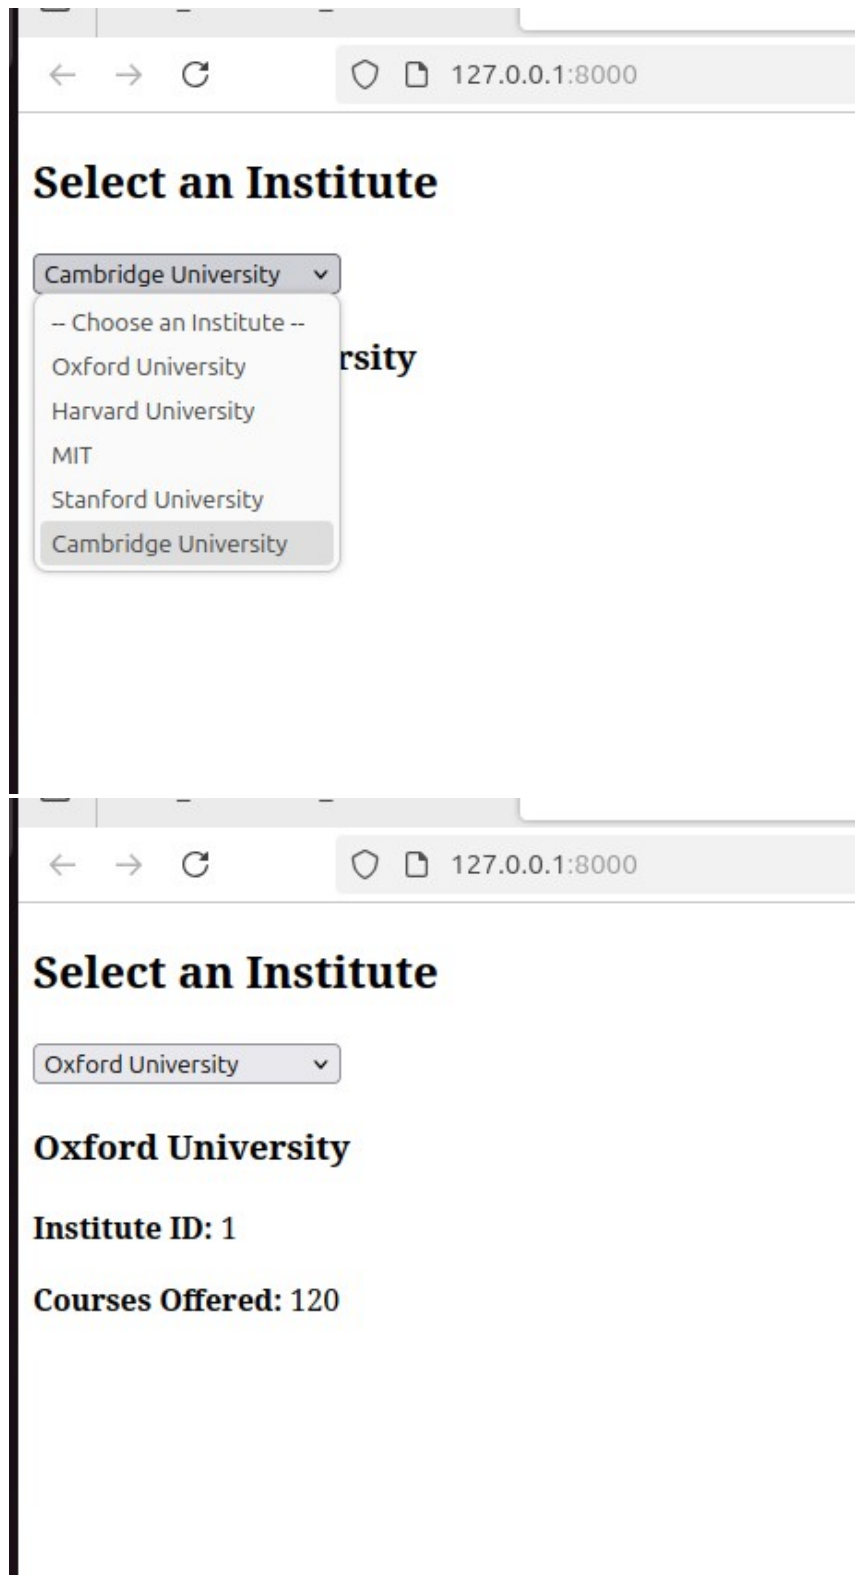 127.0.0.1:8000
Select an Institute
Cambridge University
-- Choose an Institute --
Oxford University
rsity
Harvard University
MIT
Stanford University
Cambridge University
127.0.0.1:8000
Select an Institute
Oxford University
Oxford University
Institute ID: 1
Courses Offered: 120